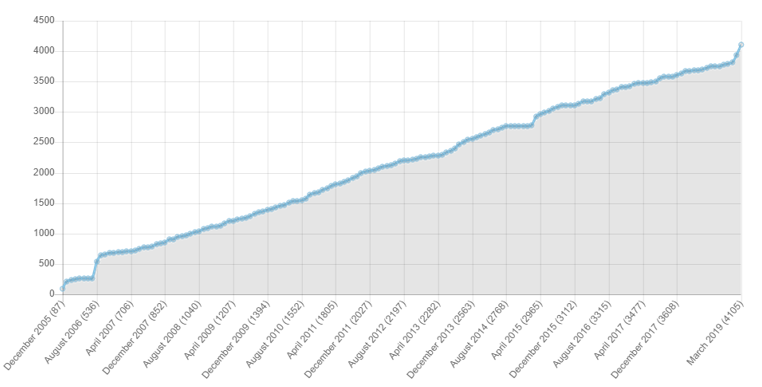 4500
4000
3500
3000
2500
2000
1500
1000
500
0
December 2005 (87)
August 2006 (536)
April 2007 (706)
December 2007 (852)
August 2008 (1040)
April 2009 (1207)
December 2009 (1394)
August 2010 (1552)
April 2011 (1805)
December 2011 (2027)
August 2012 (2197)
April 2013 (2282)
December 2013 (2563)
August 2014 (2768)
April 2015 (2965)
December 2015 (3112)
August 2016 (3315)
April 2017 (3477)
December 2017 (3608)
March 2019 (4105)